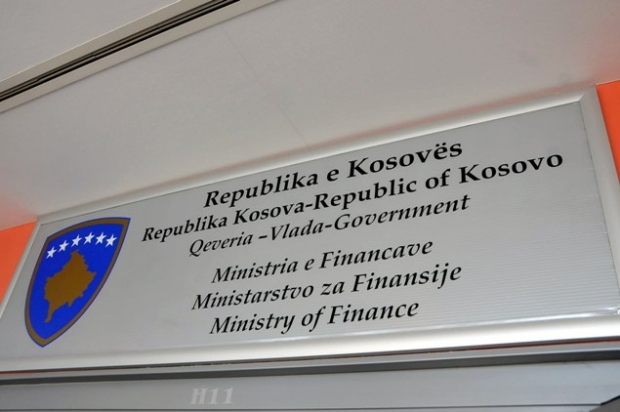 Republika e Kosovës
Republika Kosova-Republic of Kosovo
Qeveria –Vlada-Government
Ministria e Financave
Ministarstvo za Finansije
Ministry of Finance
H11